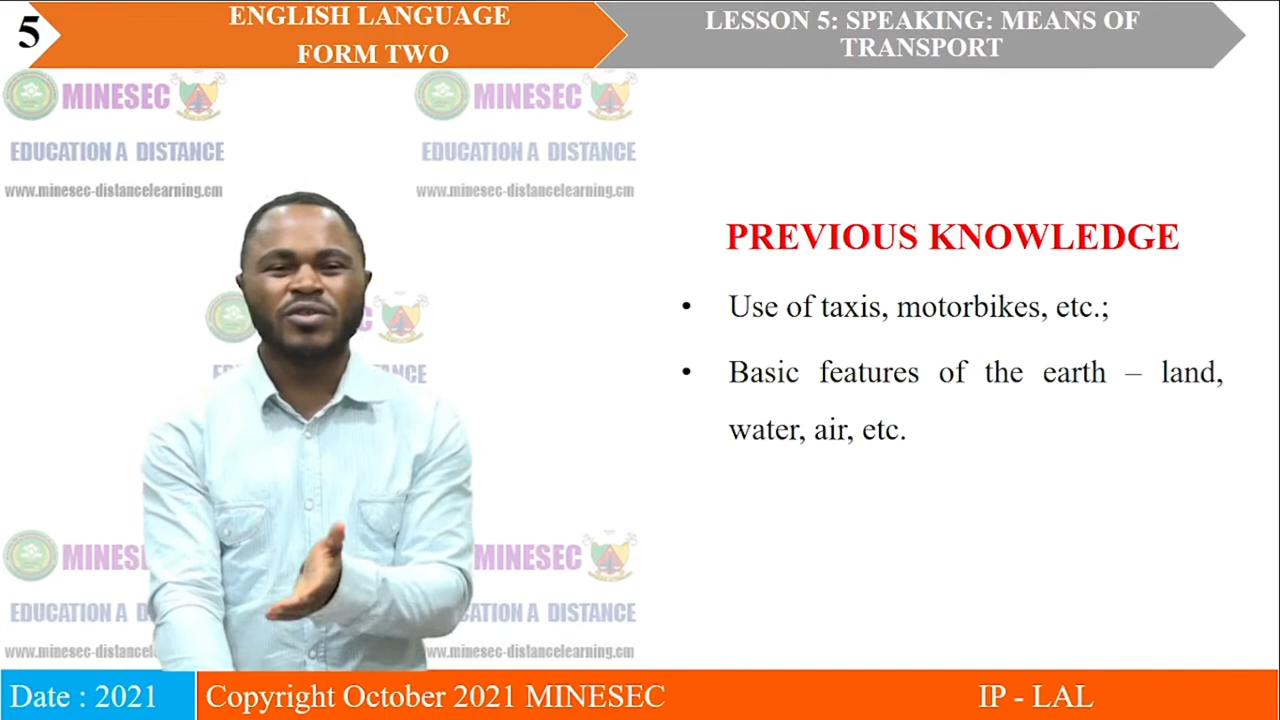 5
ENGLISH LANGUAGE
FORM TWO
LESSON 5: SPEAKING: MEANS OF
TRANSPORT
MINESEC
EDUCATION A DISTANCE
www.minesec-distancelearning.cm
MINESEC
EDUCATION A DISTANCE
www.minesec-distancelearning.cm
PREVIOUS KNOWLEDGE
• Use of taxis, motorbikes, etc.;
• Basic features of the earth – land,
water, air, etc.
MINESEC
EDUCATION A DISTANCE
www.minesec-distancelearning.cm
Date : 2021
Copyright October 2021 MINESEC
IP - LAL